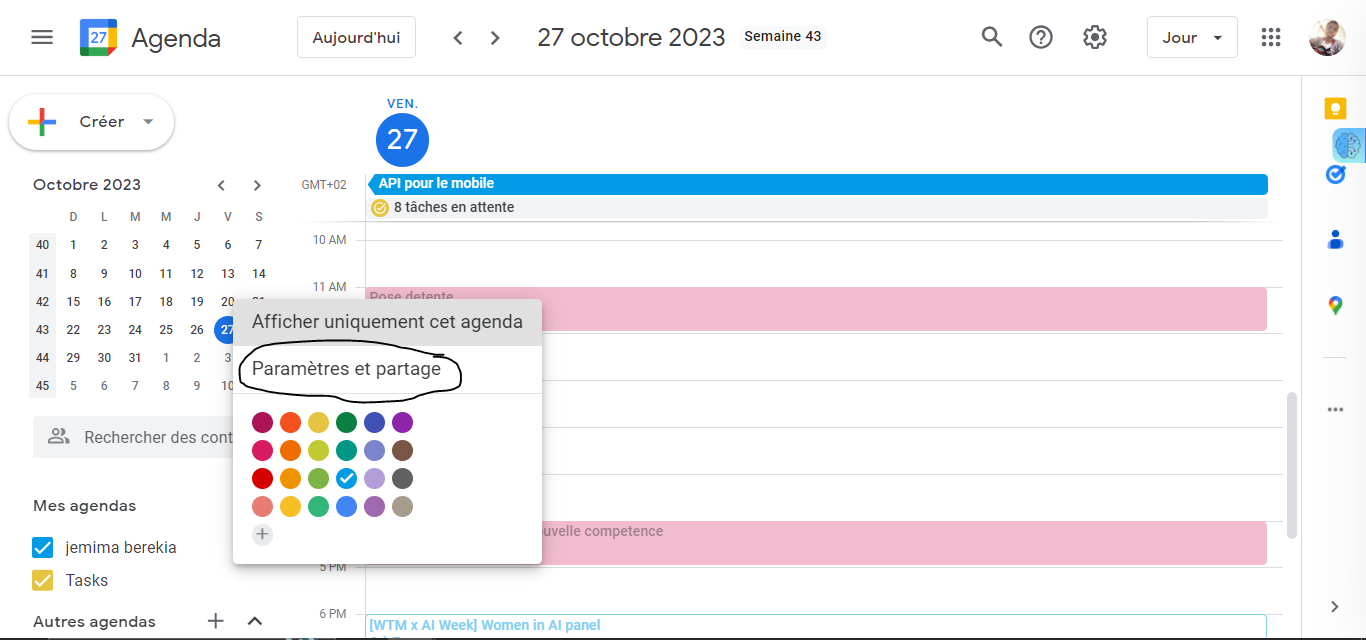 27 Agenda Aujourd'hui 27 octobre 2023 Semaine 43 Jour
Créer
VEN.
27
Octobre 2023
GMT+02
API pour le mobile
8 tâches en attente
D L M M J V S
40 1 2 3 4 5 6 7
41 8 9 10 11 12 13 14
42 15 16 17 18 19 20
43 22 23 24 25 26 27
44 29 30 31 1 2 3
45 5 6 7 8 9 10
10 AM
11 AM
Pose detente
Afficher uniquement cet agenda
Paramètres et partage
Rechercher des cont
Mes agendas
jemima berekia
Tasks
Autres agendas
ouvelle competence
5 PM
6 PM
[WTM x AI Week] Women in AI panel